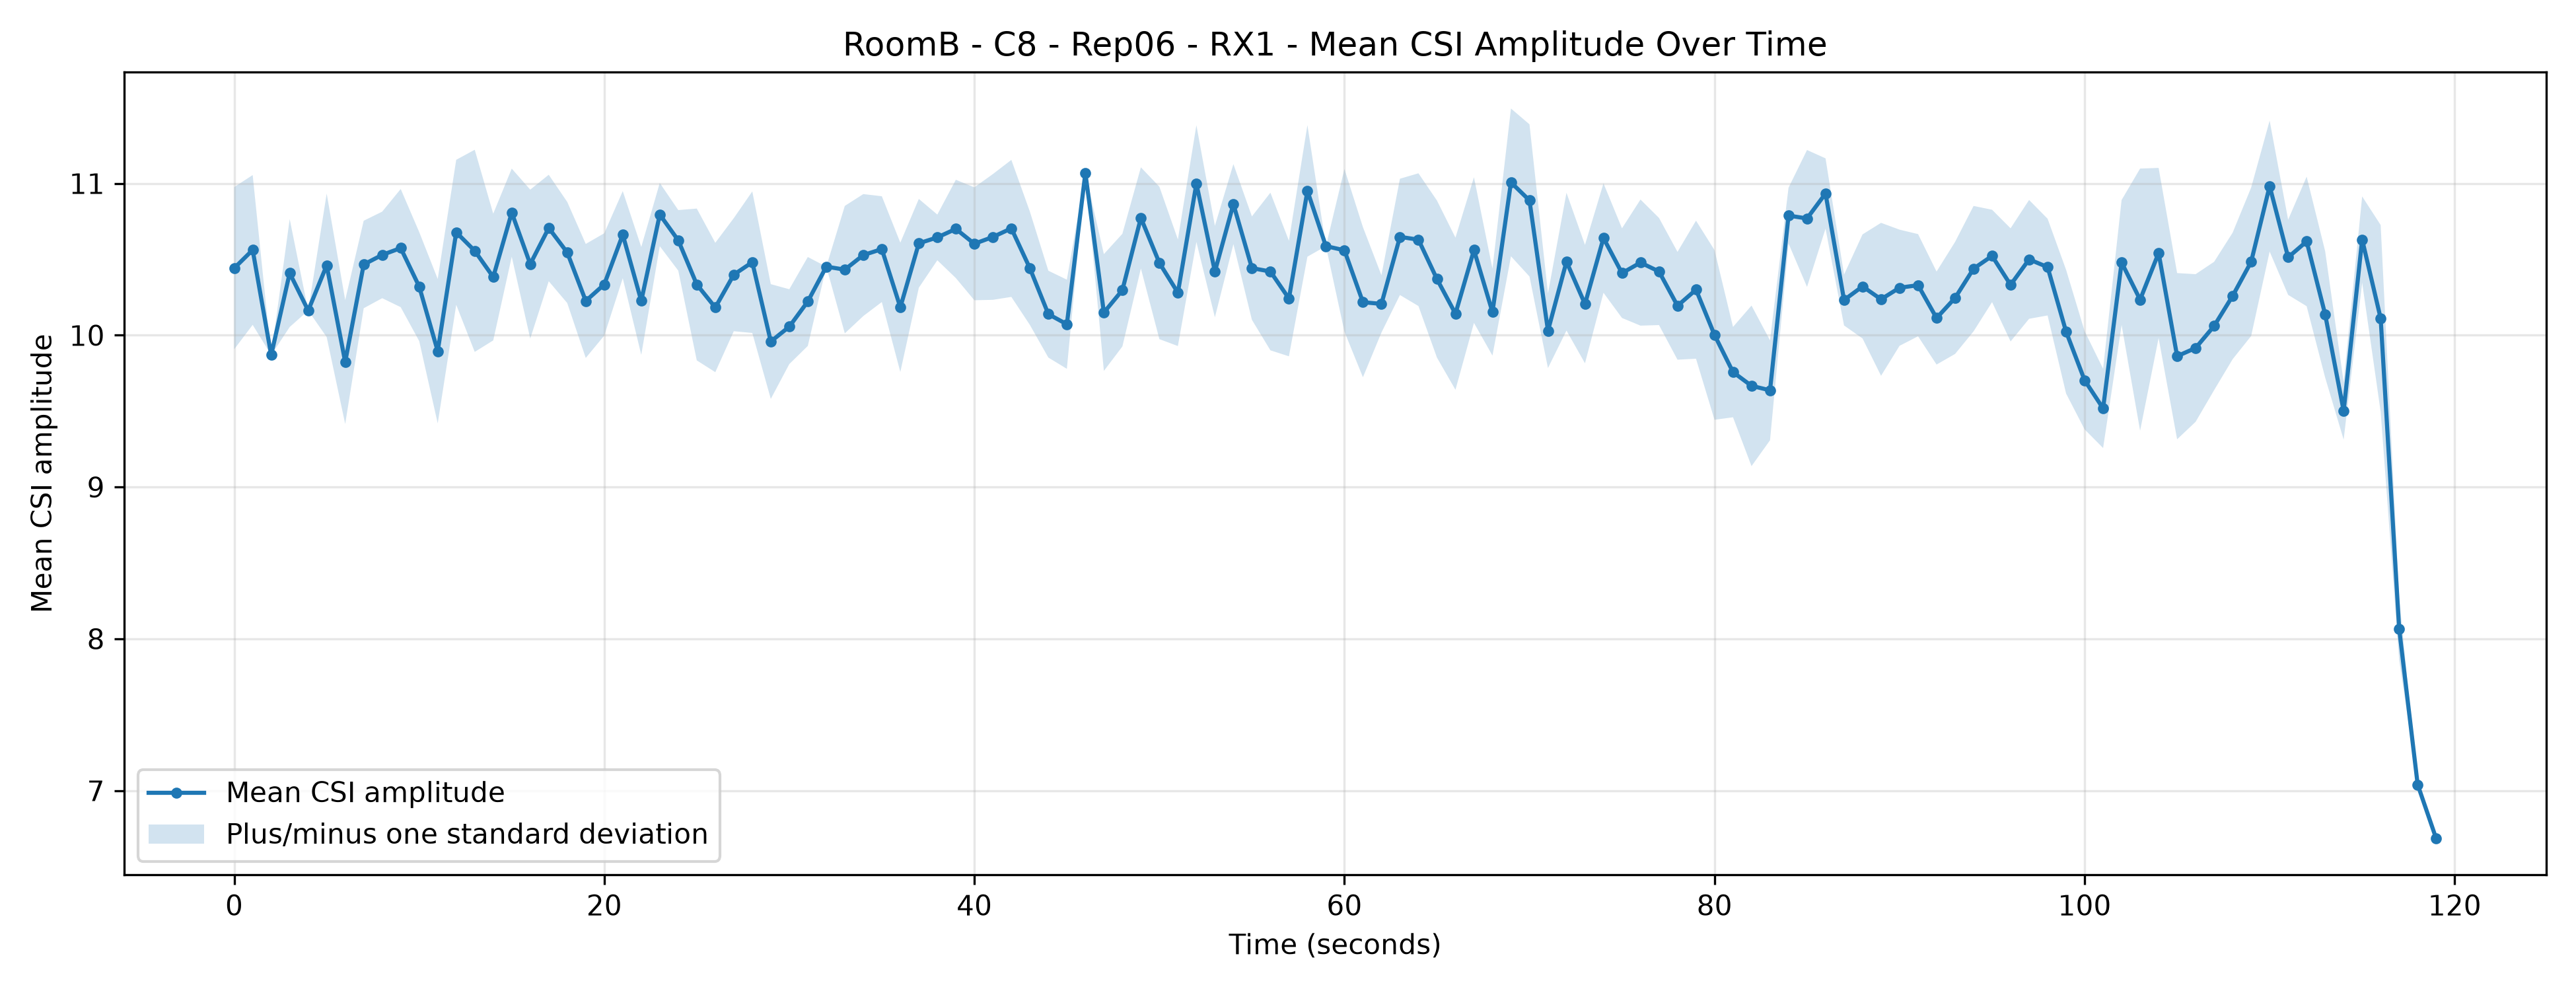 RoomB - C8 - Rep06 - RX1 - Mean CSI Amplitude Over Time
Mean CSI amplitude
11
10
9
8
7
Mean CSI amplitude
Plus/minus one standard deviation
0 20 40 60 80 100 120
Time (seconds)